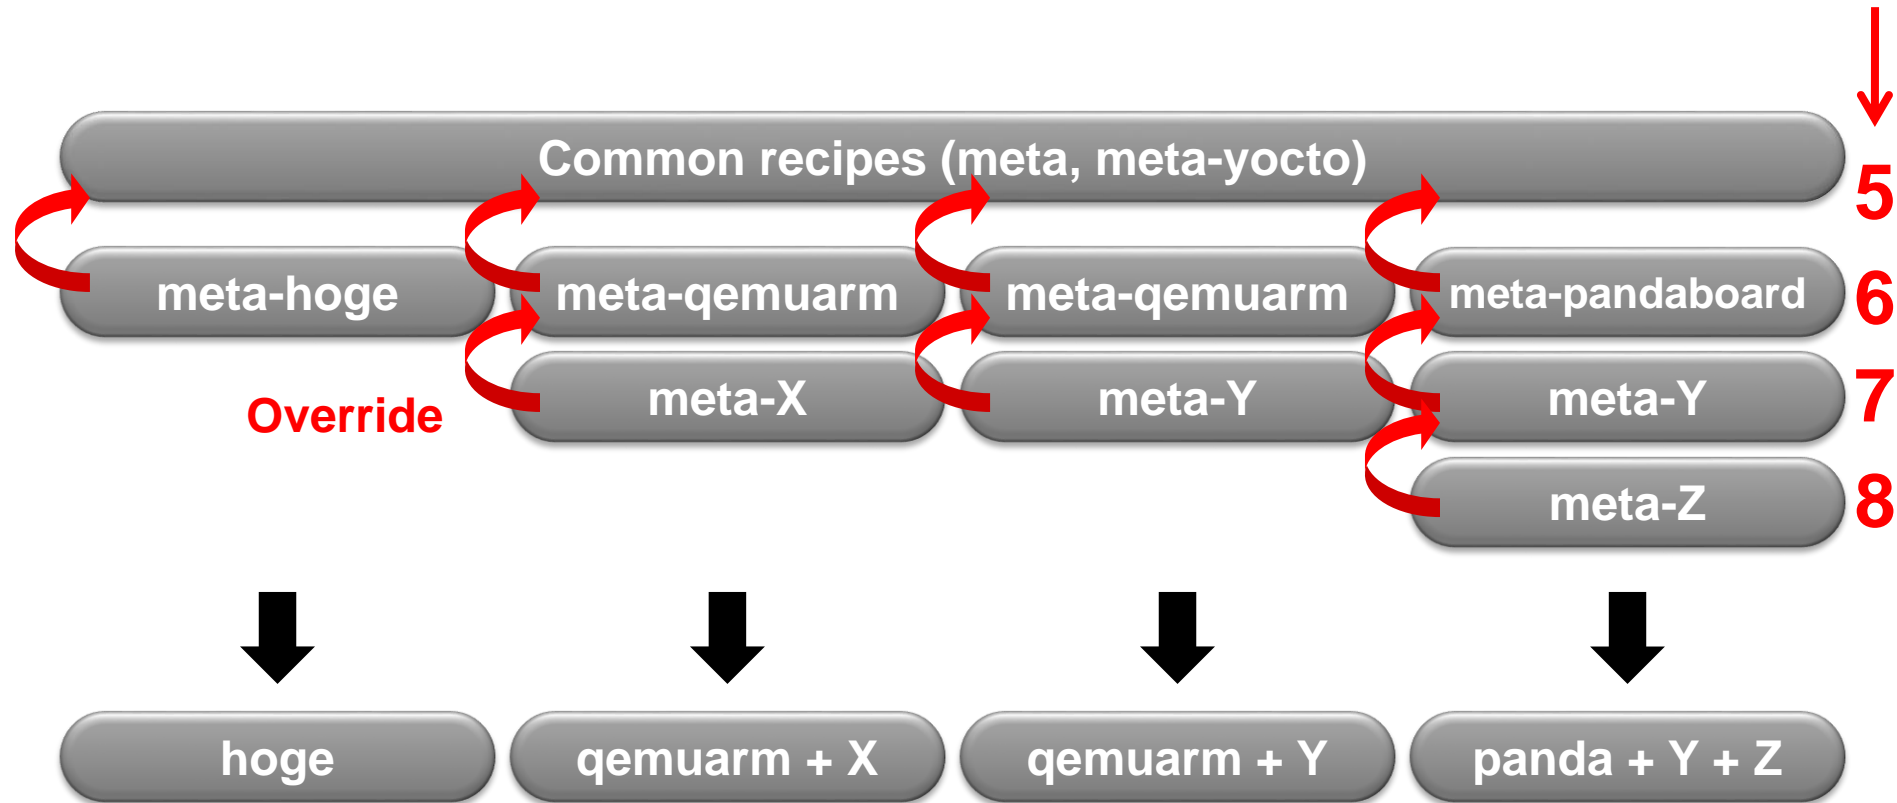 Common recipes (meta, meta-yocto)
5
meta-hoge
meta-qemuarm
meta-qemuarm
meta-pandaboard
6
Override
meta-X
meta-Y
meta-Y
7
meta-Z
8
hoge
qemuarm + X
qemuarm + Y
panda + Y + Z